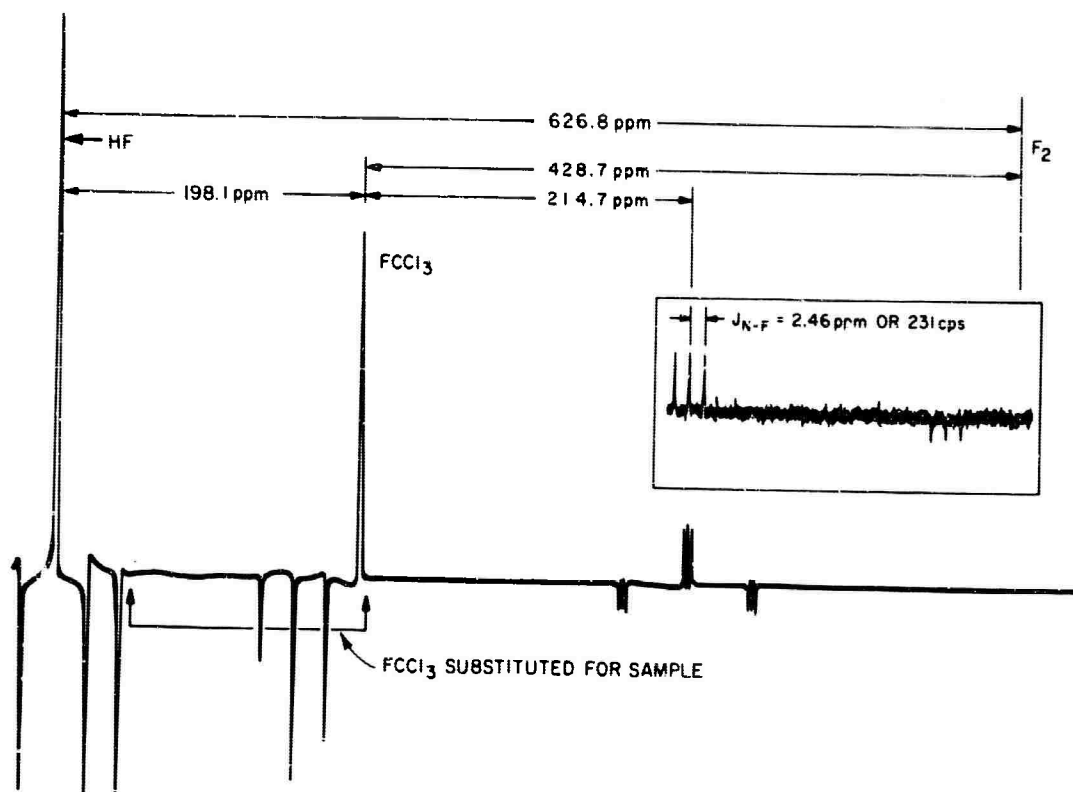 626.8 ppm
HF
F2
428.7 ppm
198.1 ppm
214.7 ppm
FCCl3
JN-F = 2.46 ppm OR 231 cps
FCCl3 SUBSTITUTED FOR SAMPLE